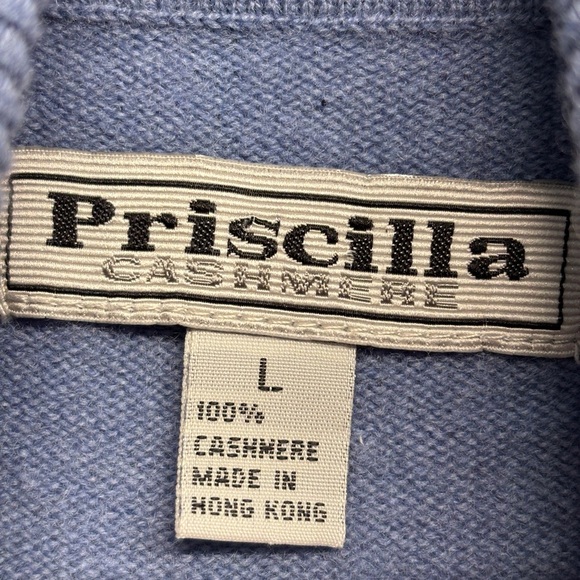 Priscilla
CASHMERE
L
100%
CASHMERE
MADE IN
HONG KONG